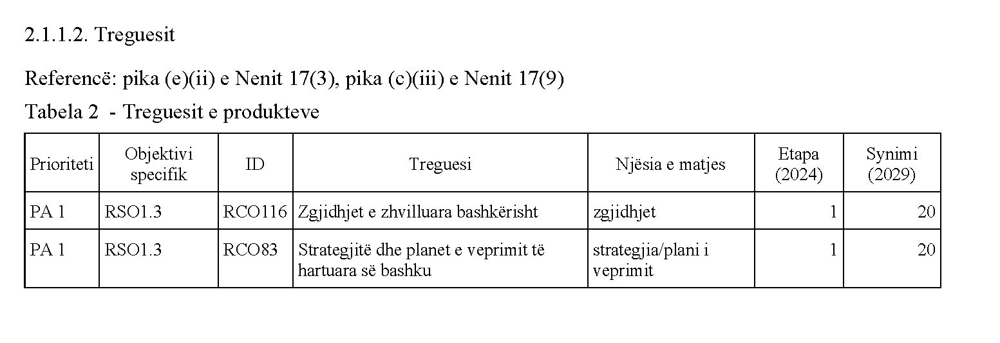 2.1.1.2. Treguesit
Referencë: pika (e)(ii) e Nenit 17(3), pika (c)(iii) e Nenit 17(9)
Tabela 2 - Treguesit e produkteve
Prioriteti Objektivi specifik ID Treguesi Njësia e matjes Etapa (2024) Synimi (2029)
PA 1 RSO1.3 RCO116 Zgjidhjet e zhvilluara bashkërisht zgjidhjet 1 20
PA 1 RSO1.3 RCO83 Strategjitë dhe planet e veprimit të strategjia/plani i 1 20
hartuara së bashku veprimit